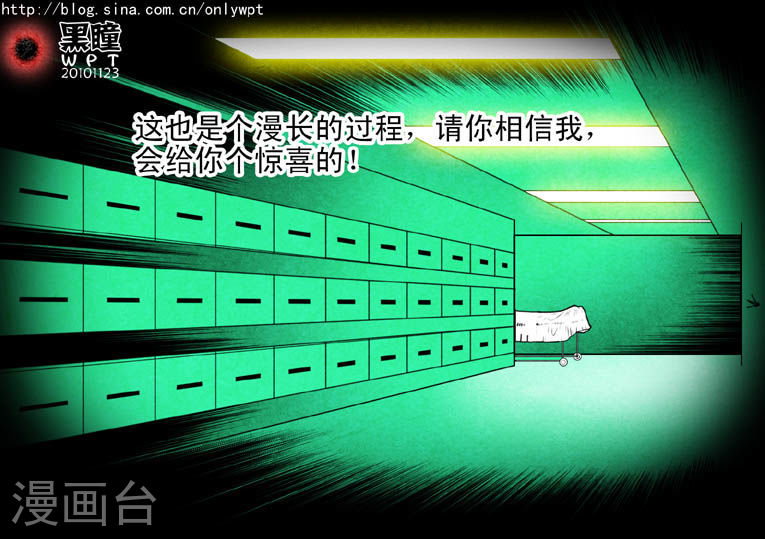 http://blog.sina.com.cn/onlywpt
黑瞳
WPT
20101123
这也是个漫长的过程，请你相信我，
会给你个惊喜的！
漫画台